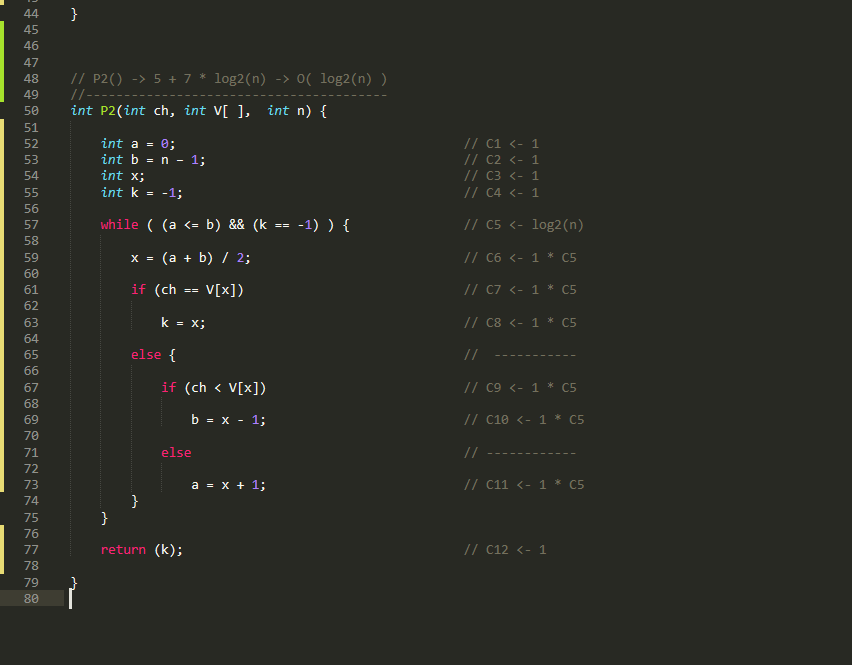 44 }
45
46
47
48 // P2() -> 5 + 7 * log2(n) -> O( log2(n) )
49 //----------------------------------------
50 int P2(int ch, int V[ ],  int n) {
51
52     int a = 0;                                      // C1 <- 1
53     int b = n - 1;                                  // C2 <- 1
54     int x;                                          // C3 <- 1
55     int k = -1;                                     // C4 <- 1
56
57     while ( (a <= b) && (k == -1) ) {               // C5 <- log2(n)
58
59         x = (a + b) / 2;                            // C6 <- 1 * C5
60
61         if (ch == V[x])                             // C7 <- 1 * C5
62
63             k = x;                                  // C8 <- 1 * C5
64
65         else {                                      //  -----------
66
67             if (ch < V[x])                          // C9 <- 1 * C5
68
69                 b = x - 1;                          // C10 <- 1 * C5
70
71             else                                    // ------------
72
73                 a = x + 1;                          // C11 <- 1 * C5
74         }
75     }
76
77     return (k);                                     // C12 <- 1
78
79 }
80